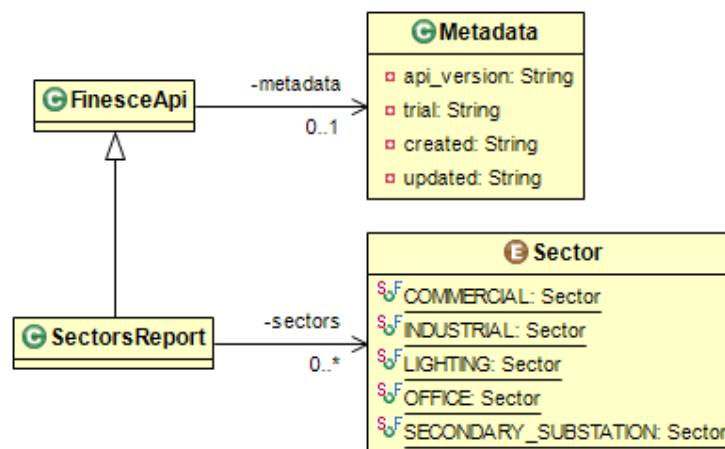 Metadata
api_version: String
trial: String
created: String
updated: String
FinesceApi
-metadata
0..1
Sector
COMMERCIAL: Sector
INDUSTRIAL: Sector
LIGHTING: Sector
OFFICE: Sector
SECONDARY_SUBSTATION: Sector
SectorsReport
-sectors
0..*